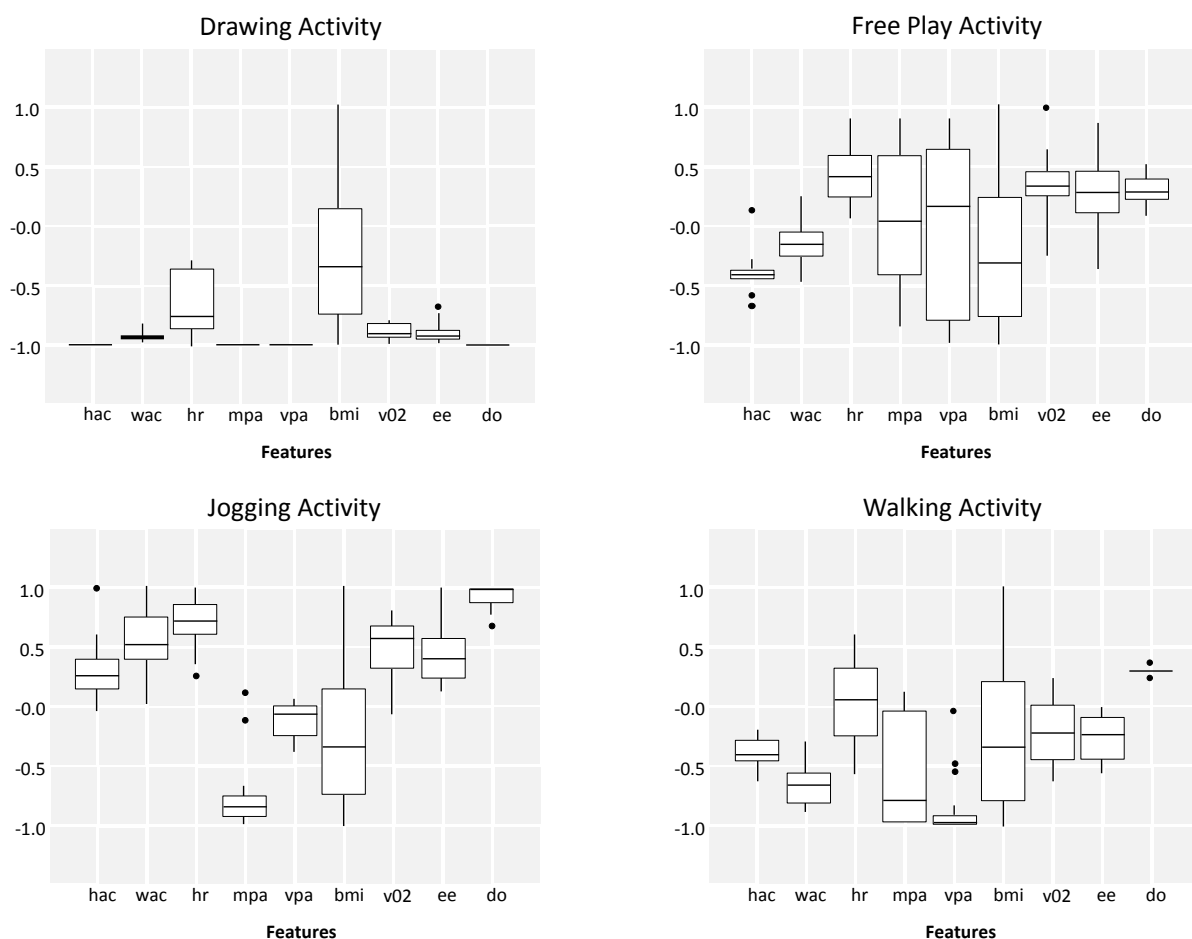 Drawing Activity
1.0
0.5
-0.0
-0.5
-1.0
hac wac hr mpa vpa bmi v02 ee do
Features
Free Play Activity
1.0
0.5
-0.0
-0.5
-1.0
hac wac hr mpa vpa bmi v02 ee do
Features
Jogging Activity
1.0
0.5
-0.0
-0.5
-1.0
hac wac hr mpa vpa bmi v02 ee do
Features
Walking Activity
1.0
0.5
-0.0
-0.5
-1.0
hac wac hr mpa vpa bmi v02 ee do
Features